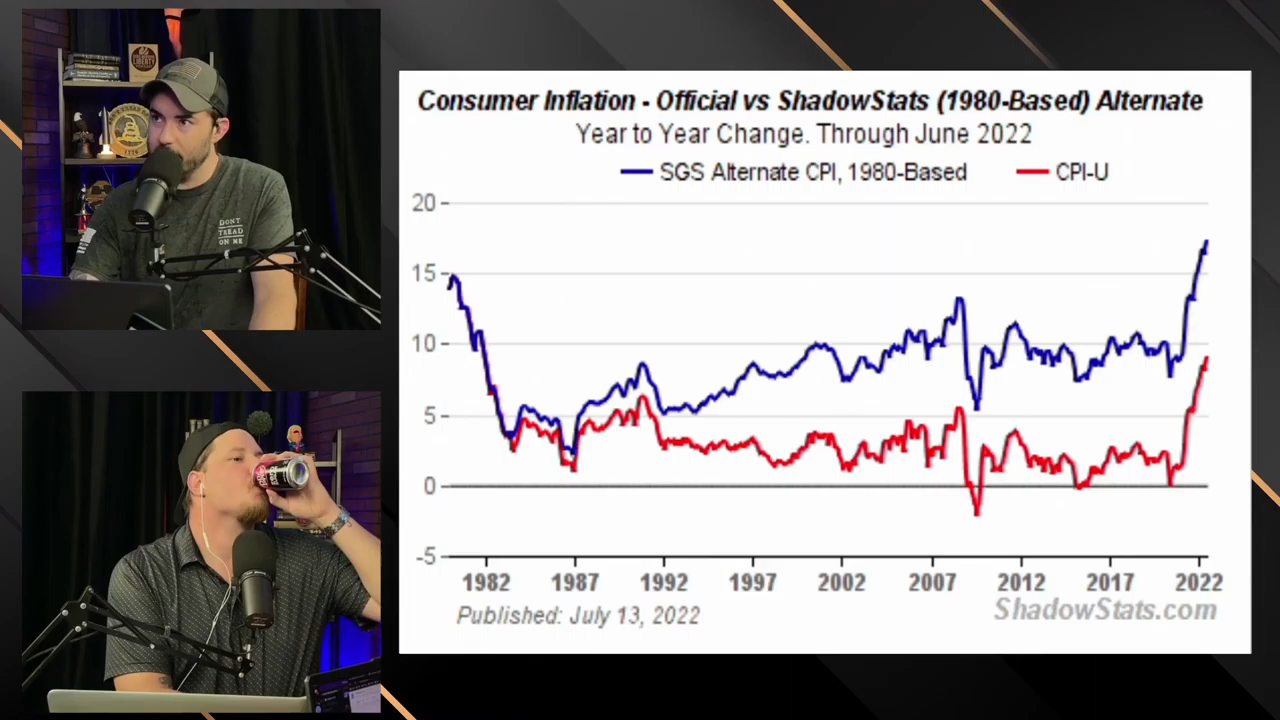 Consumer Inflation - Official vs ShadowStats (1980-Based) Alternate
Year to Year Change. Through June 2022
SGS Alternate CPI, 1980-Based CPI-U
20
15
10
5
0
-5
1982 1987 1992 1997 2002 2007 2012 2017 2022
Published: July 13, 2022
ShadowStats.com
LIBERTY
1776
DONT
TREAD
ON ME